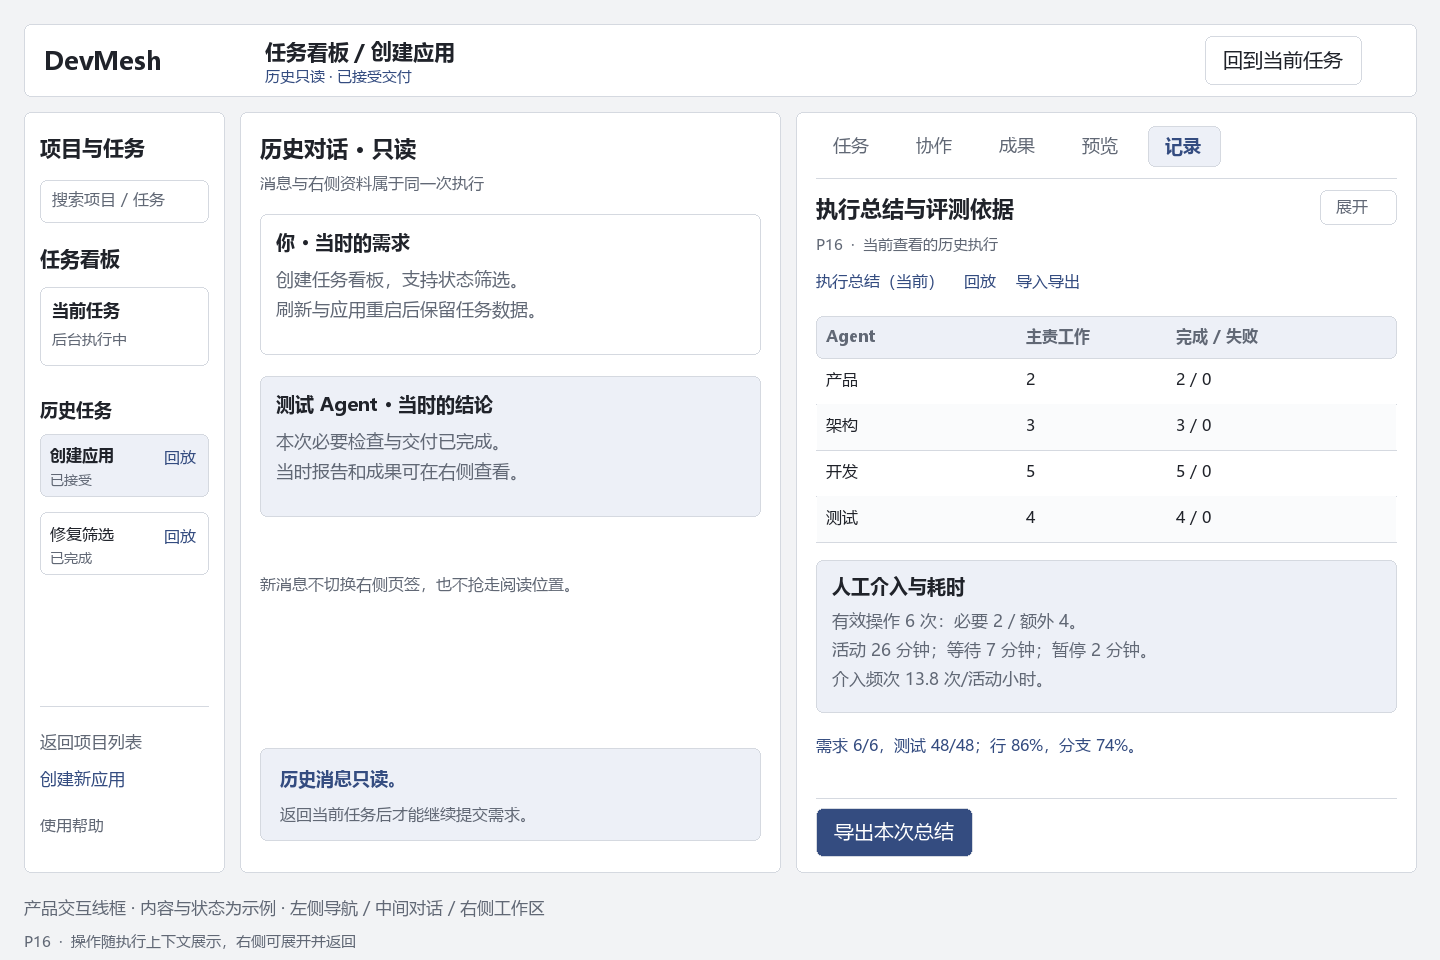 DevMesh
任务看板 / 创建应用
历史只读 · 已接受交付
回到当前任务
项目与任务
搜索项目 / 任务
任务看板
当前任务
后台执行中
历史任务
创建应用
回放
已接受
修复筛选
回放
已完成
返回项目列表
创建新应用
使用帮助
历史对话 · 只读
消息与右侧资料属于同一次执行
你 · 当时的需求
创建任务看板，支持状态筛选。
刷新与应用重启后保留任务数据。
测试 Agent · 当时的结论
本次必要检查与交付已完成。
当时报告和成果可在右侧查看。
新消息不切换右侧页签，也不抢走阅读位置。
历史消息只读。
返回当前任务后才能继续提交需求。
任务 协作 成果 预览 记录
执行总结与评测依据
展开
P16 · 当前查看的历史执行
执行总结（当前） 回放 导入导出
Agent 主责工作 完成 / 失败
产品 2 2 / 0
架构 3 3 / 0
开发 5 5 / 0
测试 4 4 / 0
人工介入与耗时
有效操作 6 次：必要 2 / 额外 4。
活动 26 分钟；等待 7 分钟；暂停 2 分钟。
介入频次 13.8 次/活动小时。
需求 6/6，测试 48/48；行 86%，分支 74%。
导出本次总结
产品交互线框 · 内容与状态为示例 · 左侧导航 / 中间对话 / 右侧工作区
P16 · 操作随执行上下文展示，右侧可展开并返回